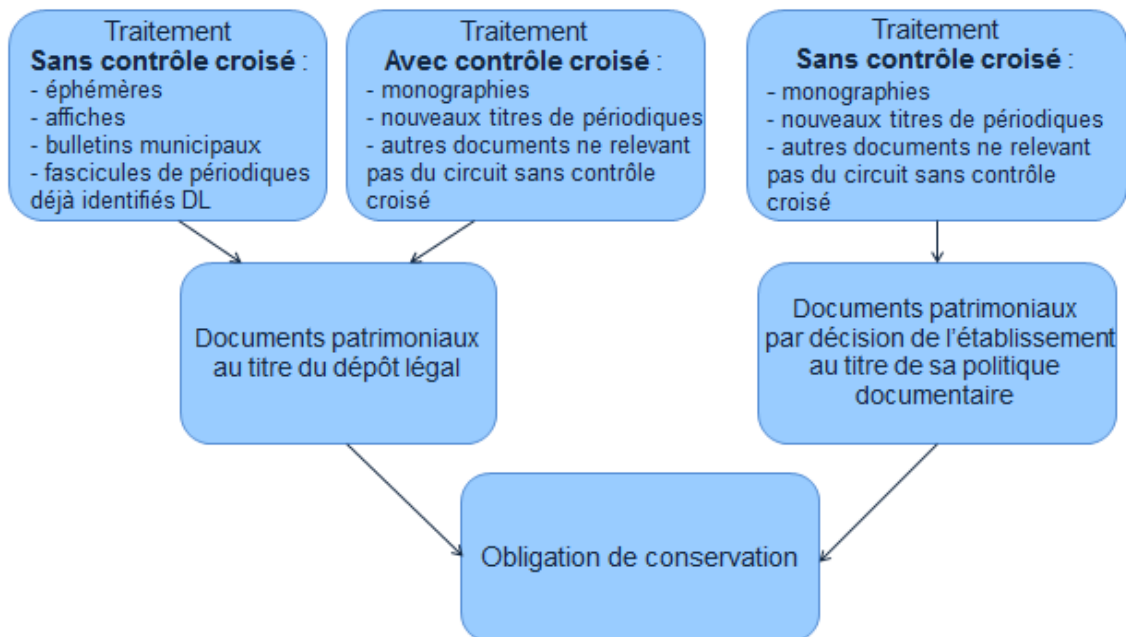 Traitement
Sans contrôle croisé :
- éphémères
- affiches
- bulletins municipaux
- fascicules de périodiques
déjà identifiés DL
Traitement
Avec contrôle croisé :
- monographies
- nouveaux titres de périodiques
- autres documents ne relevant
pas du circuit sans contrôle
croisé
Traitement
Sans contrôle croisé :
- monographies
- nouveaux titres de périodiques
- autres documents ne relevant
pas du circuit sans contrôle
croisé
Documents patrimoniaux
au titre du dépôt légal
Documents patrimoniaux
par décision de l'établissement
au titre de sa politique
documentaire
Obligation de conservation